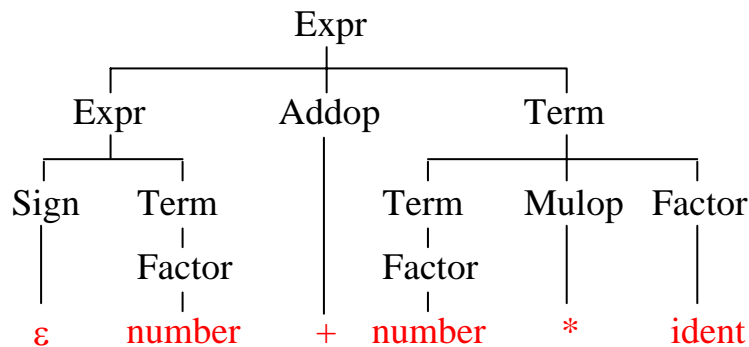 Expr
Expr Addop Term
Sign Term Term Mulop Factor
Factor Factor
ε number + number * ident